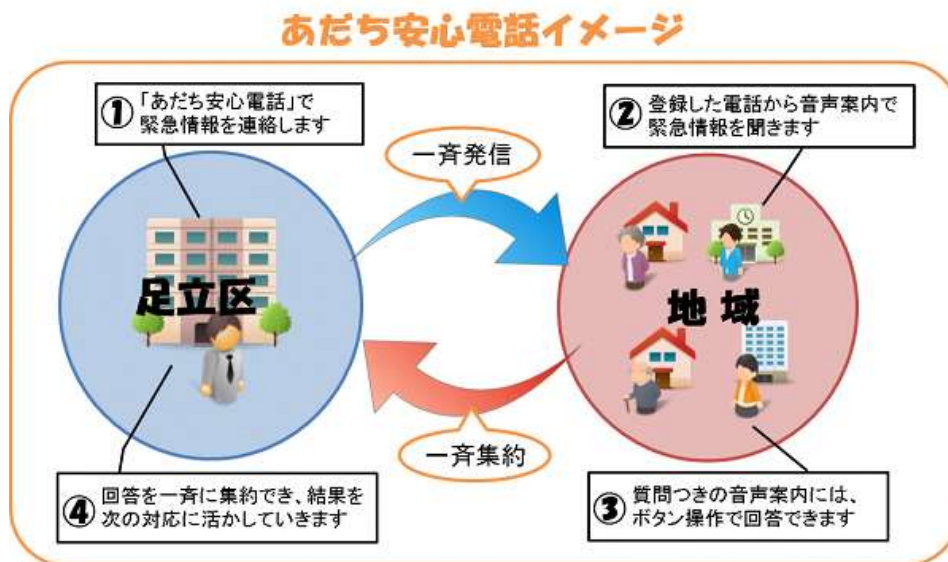 あだち安心電話イメージ
① 「あだち安心電話」で
緊急情報を連絡します
一斉発信
② 登録した電話から音声案内で
緊急情報を聞きます
足立区
地域
一斉集約
④ 回答を一斉に集約でき、結果を
次の対応に活かしていきます
③ 質問つきの音声案内には、
ボタン操作で回答できます